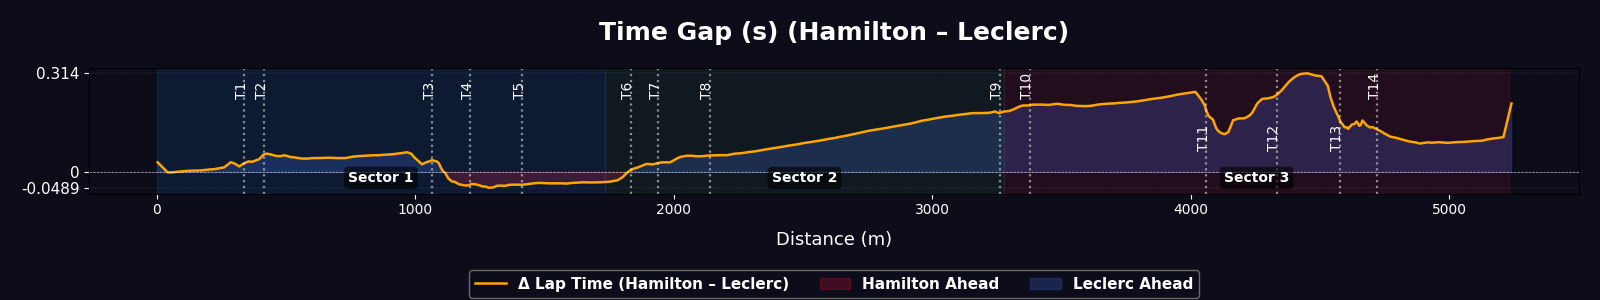 Time Gap (s) (Hamilton – Leclerc)
0.314
0
-0.0489
T1
T2
T3
T4
T5
T6
T7
T8
T9
T10
T11
T12
T13
T14
Sector 1
Sector 2
Sector 3
0 1000 2000 3000 4000 5000
Distance (m)
Δ Lap Time (Hamilton – Leclerc) Hamilton Ahead Leclerc Ahead